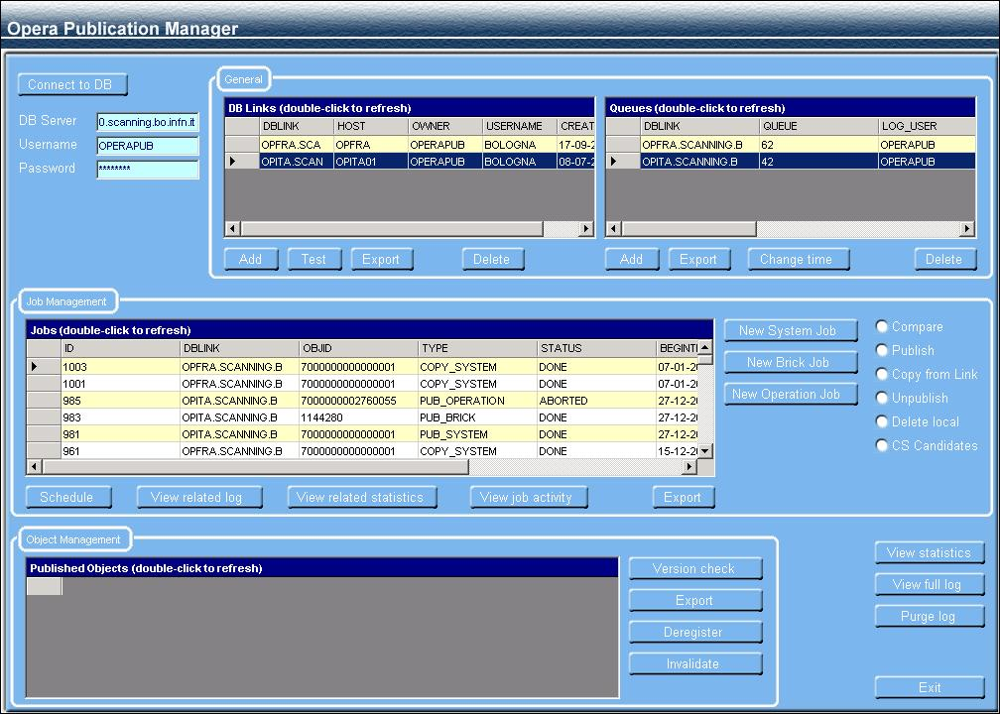 Opera Publication Manager
Connect to DB
DB Server 0.scanning.bo.infn.it
Username OPERAPUB
Password ********
General
DB Links (double-click to refresh)
DBLINK HOST OWNER USERNAME CREAT
OPFRA.SCA OPFRA OPERAPUB BOLOGNA 17-09-2
OPITA.SCAN OPITA01 OPERAPUB BOLOGNA 08-07-2
Add Test Export Delete
Queues (double-click to refresh)
DBLINK QUEUE LOG_USER
OPFRA.SCANNING.B 62 OPERAPUB
OPITA.SCANNING.B 42 OPERAPUB
Add Export Change time Delete
Job Management
Jobs (double-click to refresh)
ID DBLINK OBJID TYPE STATUS BEGINTI
1003 OPFRA.SCANNING.B 7000000000000001 COPY_SYSTEM DONE 07-01-20
1001 OPFRA.SCANNING.B 7000000000000001 COPY_SYSTEM DONE 07-01-20
985 OPITA.SCANNING.B 7000000002760055 PUB_OPERATION ABORTED 27-12-20
983 OPITA.SCANNING.B 1144280 PUB_BRICK DONE 27-12-20
981 OPITA.SCANNING.B 7000000000000001 PUB_SYSTEM DONE 27-12-20
961 OPFRA.SCANNING.B 7000000000000001 COPY_SYSTEM DONE 15-12-20
Schedule View related log View related statistics View job activity Export
New System Job
New Brick Job
New Operation Job
Compare
Publish
Copy from Link
Unpublish
Delete local
CS Candidates
Object Management
Published Objects (double-click to refresh)
Version check
Export
Deregister
Invalidate
View statistics
View full log
Purge log
Exit